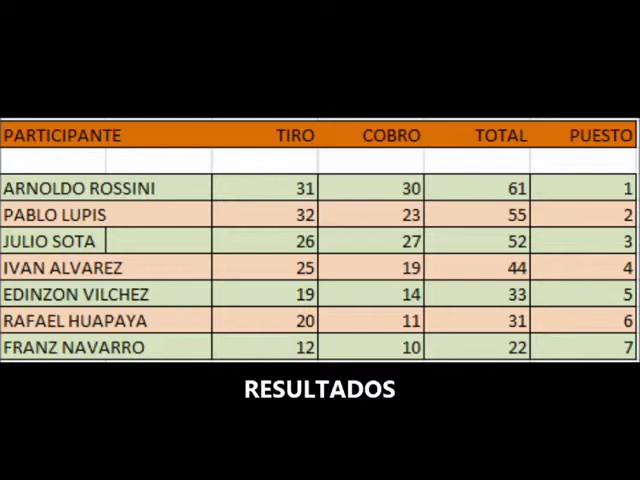 PARTICIPANTE TIRO COBRO TOTAL PUESTO
ARNOLDO ROSSINI 31 30 61 1
PABLO LUPIS 32 23 55 2
JULIO SOTA 26 27 52 3
IVAN ALVAREZ 25 19 44 4
EDINZON VILCHEZ 19 14 33 5
RAFAEL HUAPAYA 20 11 31 6
FRANZ NAVARRO 12 10 22 7
RESULTADOS